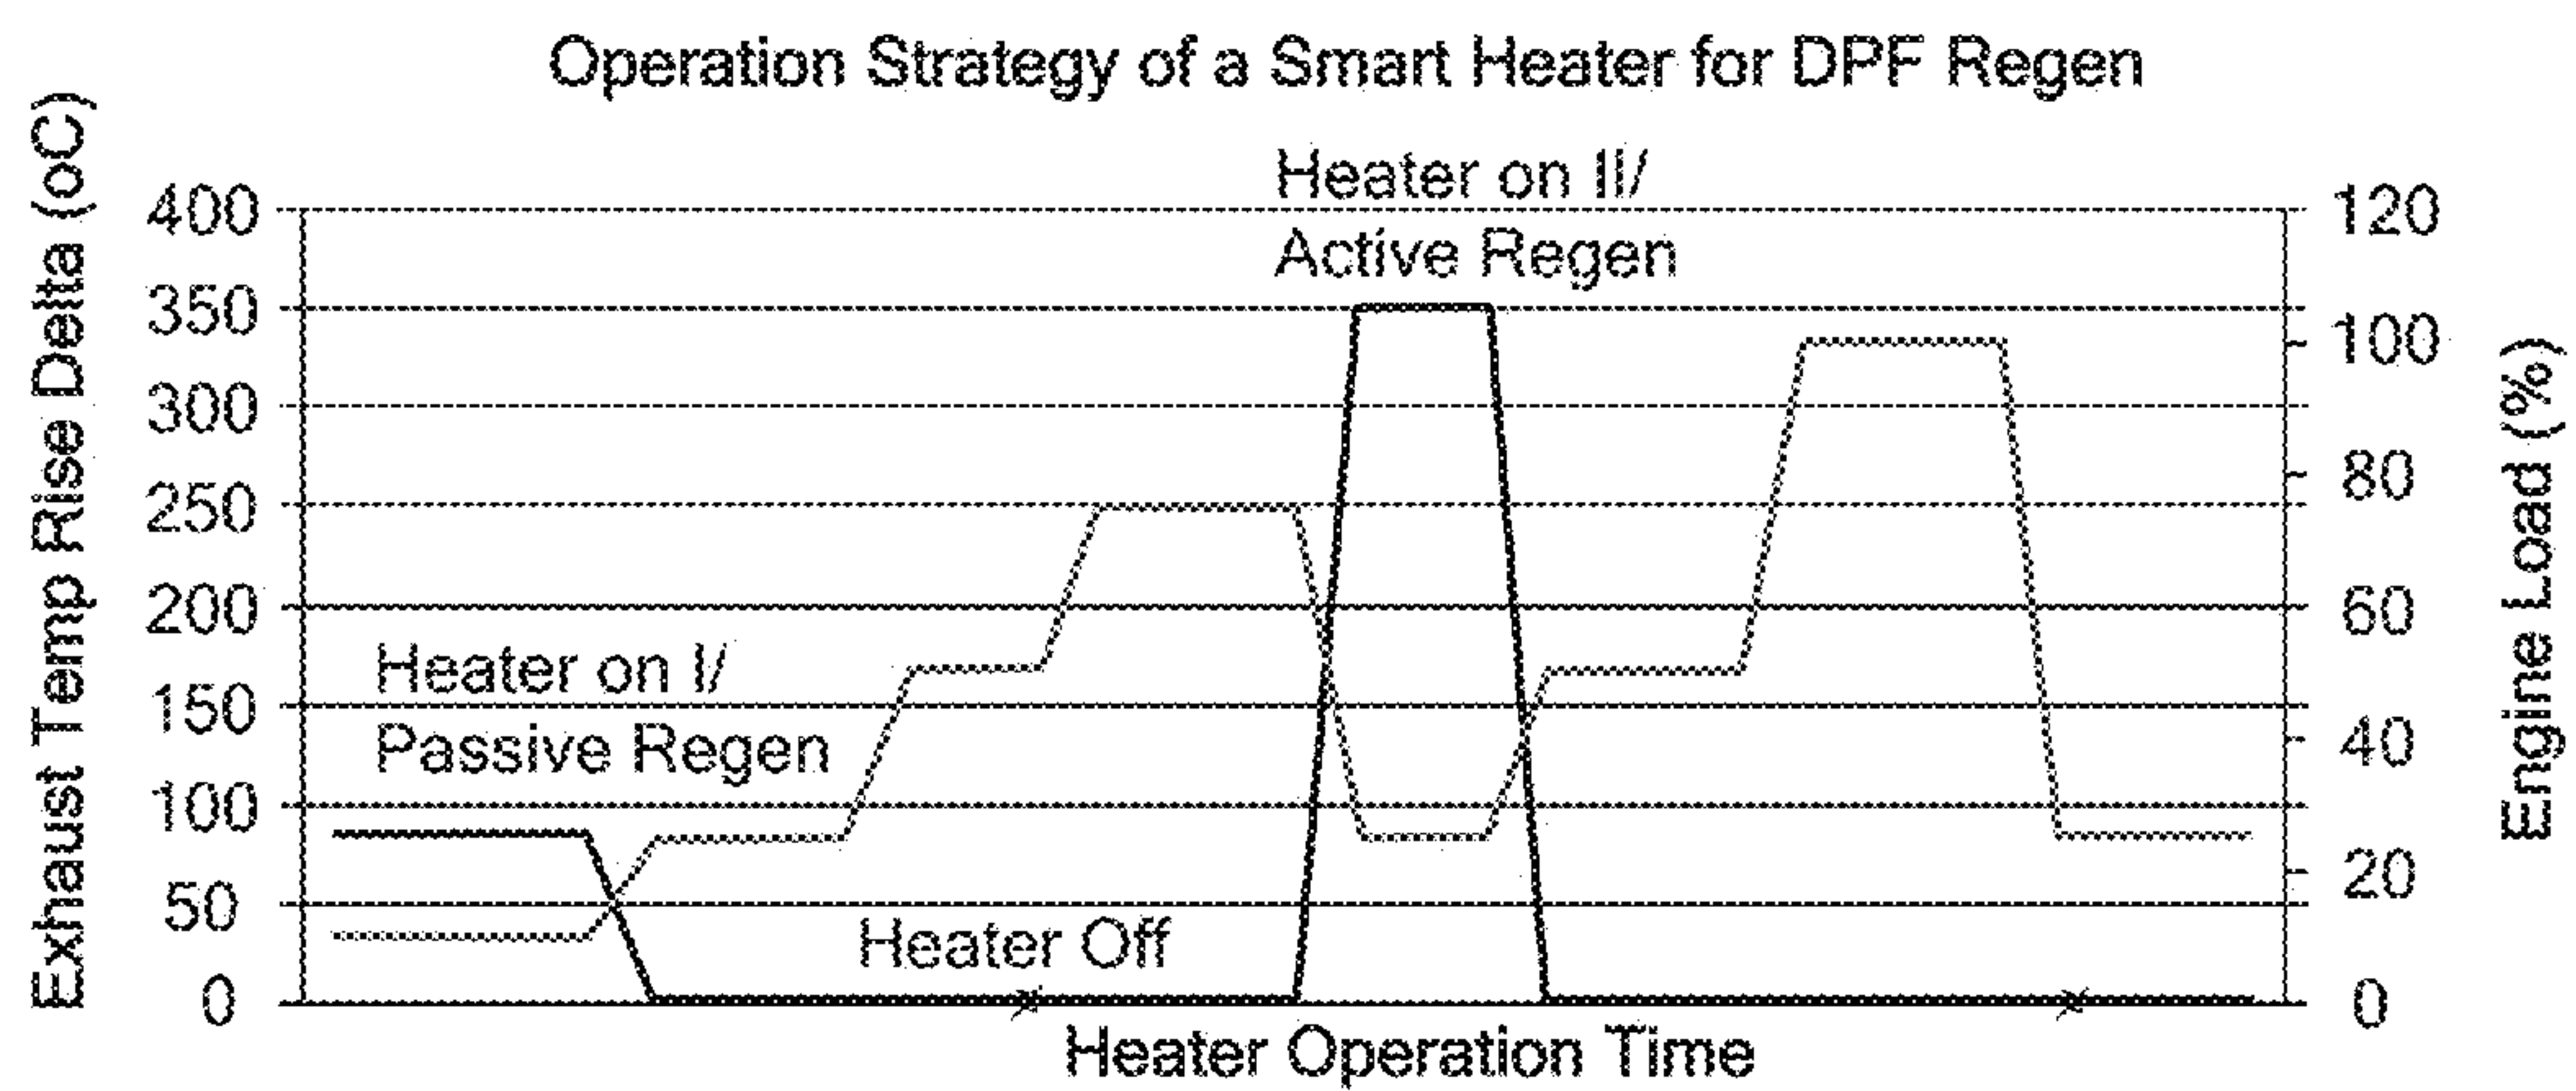 Operation Strategy of a Smart Heater for DPF Regen
Exhaust Temp Rise Delta (oC)
400
350
300
250
200
150
100
50
0
Heater on II/
Active Regen
Heater on I/
Passive Regen
Heater Off
120
100
80
60
40
20
0
Engine Load (%)
Heater Operation Time